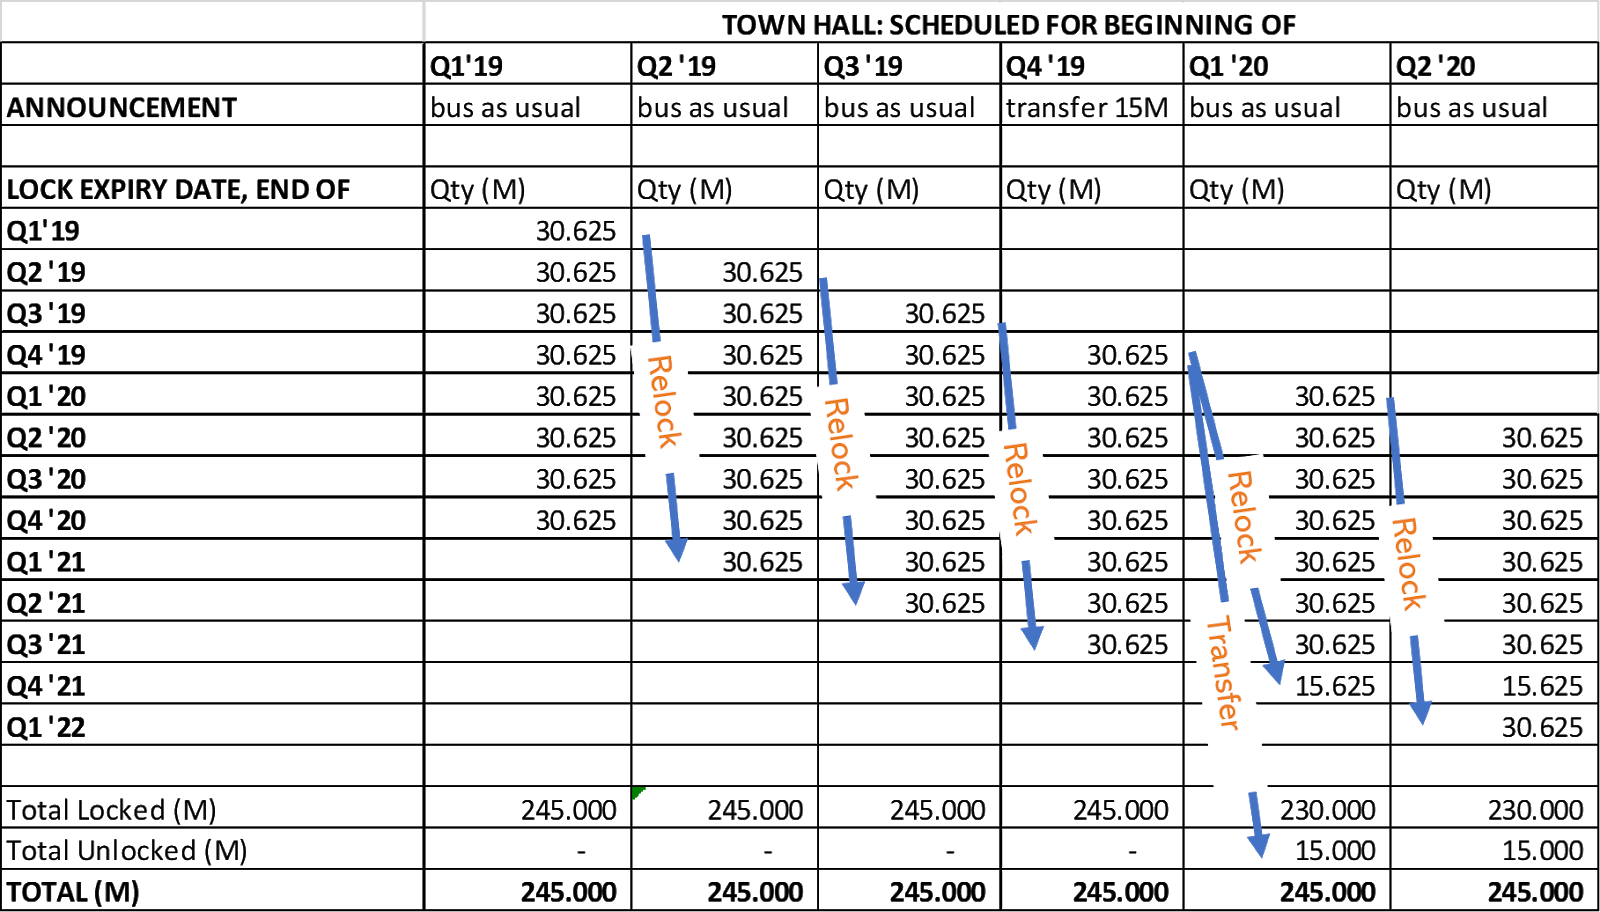 TOWN HALL: SCHEDULED FOR BEGINNING OF
Q1'19 Q2 '19 Q3 '19 Q4 '19 Q1 '20 Q2 '20
ANNOUNCEMENT bus as usual bus as usual bus as usual transfer 15M bus as usual bus as usual
LOCK EXPIRY DATE, END OF Qty (M) Qty (M) Qty (M) Qty (M) Qty (M) Qty (M)
Q1'19 30.625
Q2 '19 30.625 30.625
Q3 '19 30.625 30.625 30.625
Q4 '19 30.625 30.625 30.625 30.625
Q1 '20 30.625 30.625 30.625 30.625 30.625
Q2 '20 30.625 30.625 30.625 30.625 30.625 30.625
Q3 '20 30.625 30.625 30.625 30.625 30.625 30.625
Q4 '20 30.625 30.625 30.625 30.625 30.625 30.625
Q1 '21 30.625 30.625 30.625 30.625 30.625
Q2 '21 30.625 30.625 30.625 30.625
Q3 '21 30.625 30.625 30.625
Q4 '21 15.625 15.625
Q1 '22 30.625
Relock
Relock
Relock
Relock
Transfer
Relock
Total Locked (M) 245.000 245.000 245.000 245.000 230.000 230.000
Total Unlocked (M) - - - - 15.000 15.000
TOTAL (M) 245.000 245.000 245.000 245.000 245.000 245.000